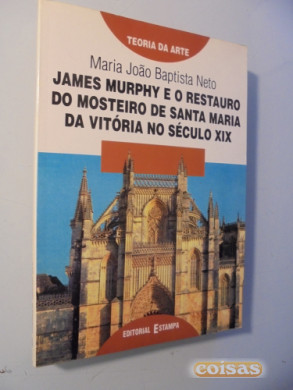 TEORIA DA ARTE
Maria João Baptista Neto
JAMES MURPHY E O RESTAURO
DO MOSTEIRO DE SANTA MARIA
DA VITÓRIA NO SÉCULO XIX
EDITORIAL ESTAMPA
coisas